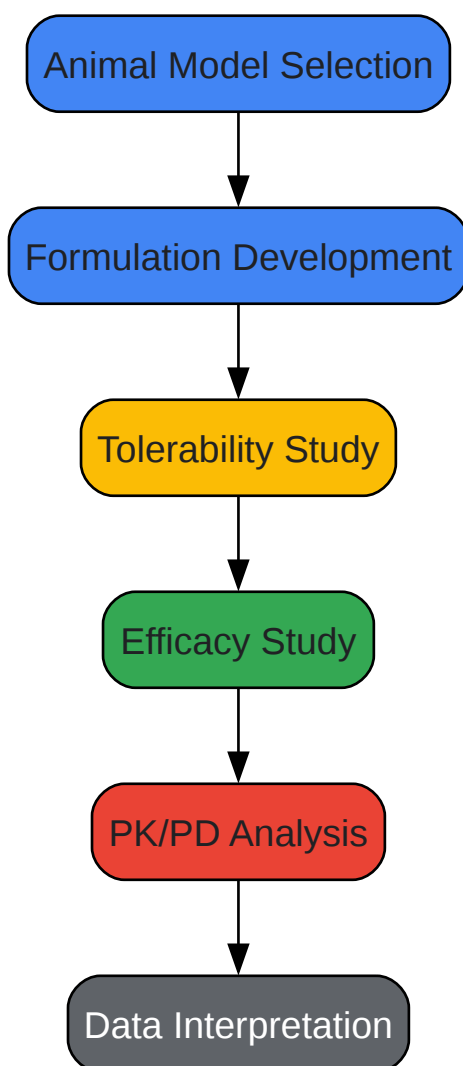 Animal Model Selection
Formulation Development
Tolerability Study
Efficacy Study
PK/PD Analysis
Data Interpretation